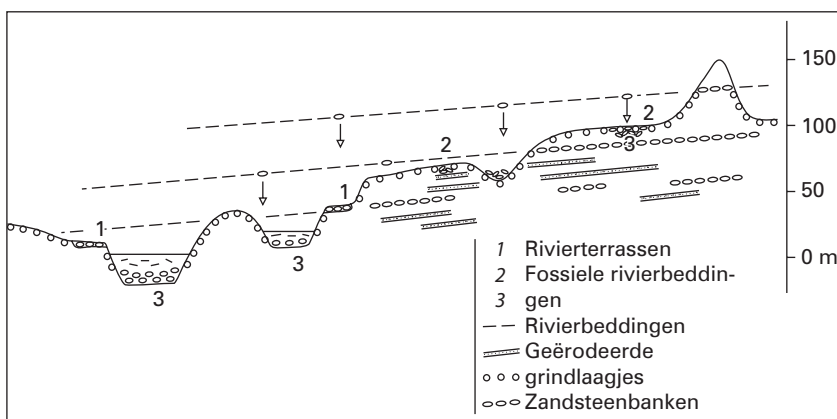 150
100
50
0 m
2
2
3
1
1
3
3
1 Rivierterrassen
2 Fossiele rivierbeddin-
3 gen
Rivierbeddingen
Geërodeerde
grindlaagjes
Zandsteenbanken